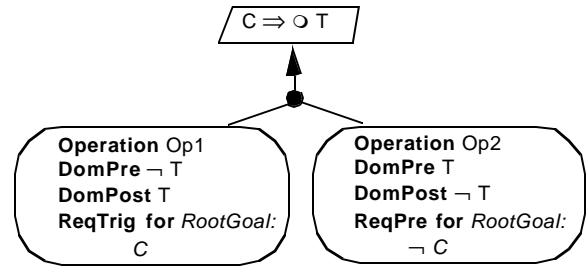 C ⇒ ○ T
Operation Op1
DomPre ¬ T
DomPost T
ReqTrig for RootGoal:
C
Operation Op2
DomPre T
DomPost ¬ T
ReqPre for RootGoal:
¬ C